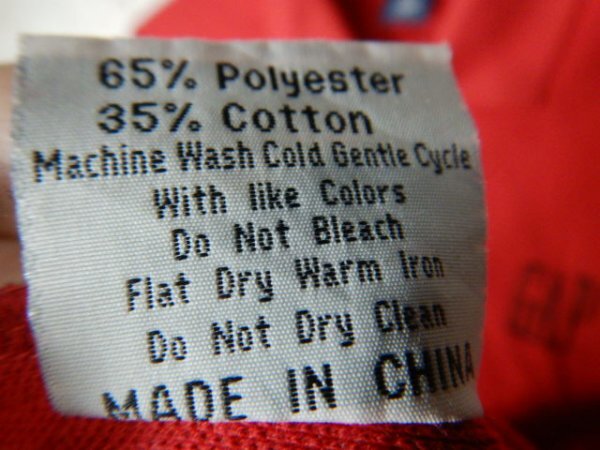 65% Polyester
35% Cotton
Machine Wash Cold Gentle Cycle
With like Colors
Do Not Bleach
Flat Dry Warm Iron
Do Not Dry Clean
MADE IN CHINA